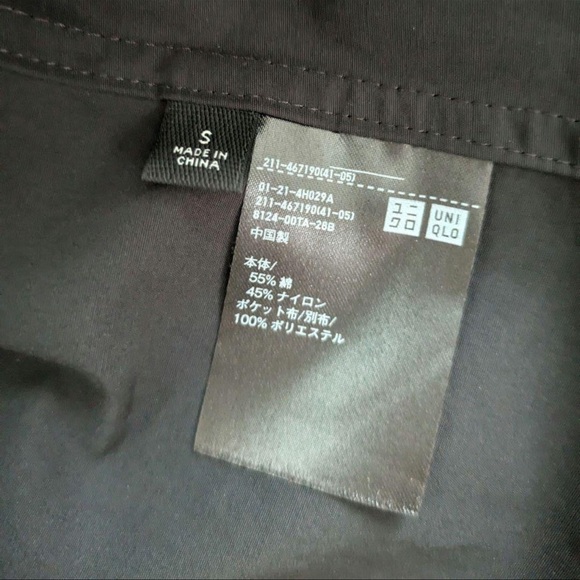 S
MADE IN
CHINA
211-467190(41-05)
01-21-4H029A
211-467190(41-05)
8124-00TA-28B
中国製
ユニ
クロ
UNI
QLO
本体/
55% 綿
45% ナイロン
ポケット布/別布/
100% ポリエステル